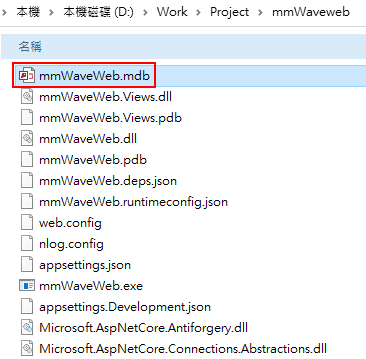 本機 > 本機磁碟 (D:) > Work > Project > mmWaveweb
名稱
mmWaveWeb.mdb
mmWaveWeb.Views.dll
mmWaveWeb.Views.pdb
mmWaveWeb.dll
mmWaveWeb.pdb
mmWaveWeb.deps.json
mmWaveWeb.runtimeconfig.json
web.config
nlog.config
appsettings.json
mmWaveWeb.exe
appsettings.Development.json
Microsoft.AspNetCore.Antiforgery.dll
Microsoft.AspNetCore.Connections.Abstractions.dll